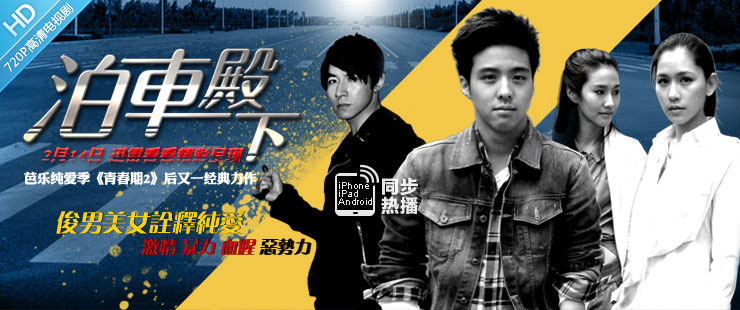 HD
720P高清电视剧
泊車殿下
2月14日 迅雷看看精彩呈现
芭乐纯爱季《青春期2》后又一经典力作
iPhone
iPad
Android
同步
热播
俊男美女詮釋純愛
激情 暴力 血腥 惡勢力